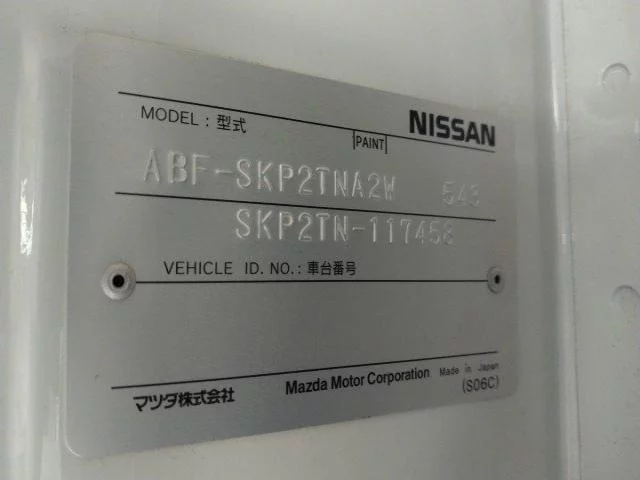 MODEL : 型式
PAINT
NISSAN
ABF-SKP2TNA2W 543
SKP2TN-117458
VEHICLE ID. NO. : 車台番号
マツダ株式会社 Mazda Motor Corporation Made in Japan
(S06C)